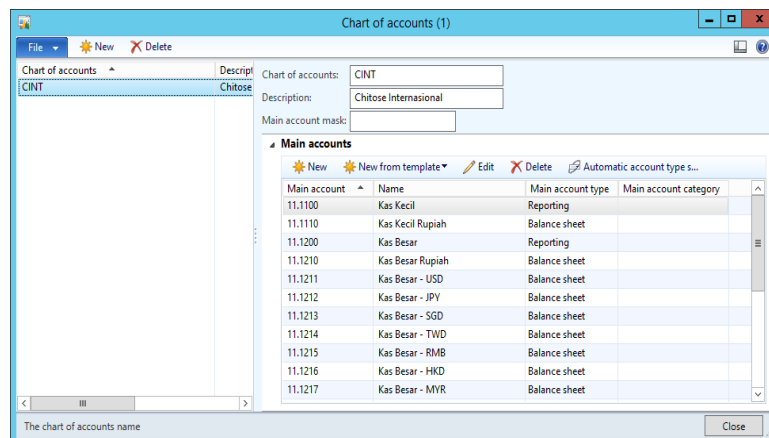 Chart of accounts (1)
File New Delete
Chart of accounts Descript
CINT Chitose
Chart of accounts: CINT
Description: Chitose Internasional
Main account mask:
Main accounts
New New from template Edit Delete Automatic account type s...
Main account Name Main account type Main account category
11.1100 Kas Kecil Reporting
11.1110 Kas Kecil Rupiah Balance sheet
11.1200 Kas Besar Reporting
11.1210 Kas Besar Rupiah Balance sheet
11.1211 Kas Besar - USD Balance sheet
11.1212 Kas Besar - JPY Balance sheet
11.1213 Kas Besar - SGD Balance sheet
11.1214 Kas Besar - TWD Balance sheet
11.1215 Kas Besar - RMB Balance sheet
11.1216 Kas Besar - HKD Balance sheet
11.1217 Kas Besar - MYR Balance sheet
The chart of accounts name Close